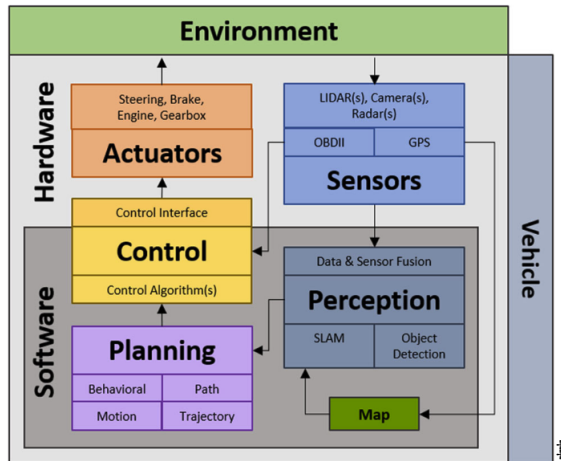 Environment
Hardware
Steering, Brake,
Engine, Gearbox
Actuators
LIDAR(s), Camera(s),
Radar(s)
OBDII
GPS
Sensors
Vehicle
Control Interface
Control
Control Algorithm(s)
Software
Data & Sensor Fusion
Perception
SLAM
Object
Detection
Planning
Behavioral
Path
Motion
Trajectory
Map